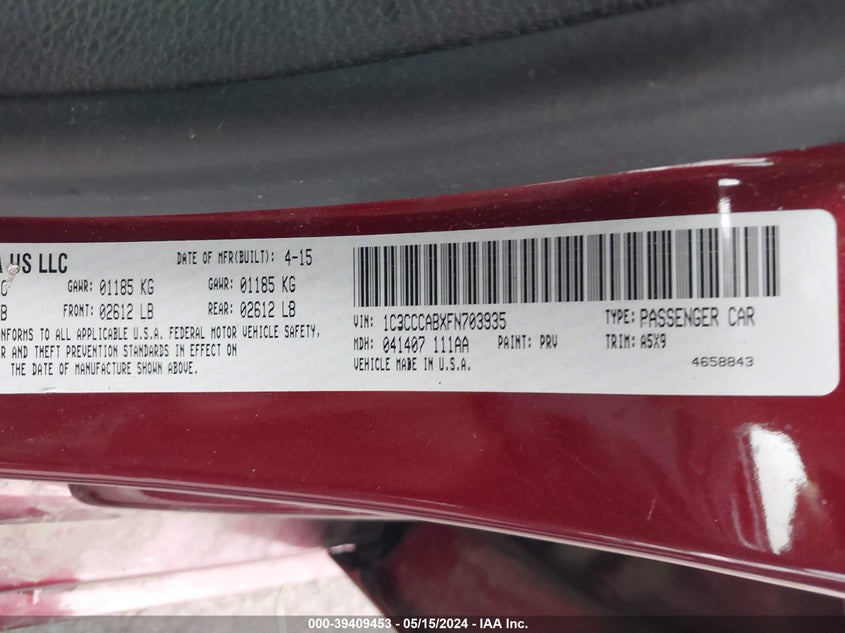 US LLC DATE OF MFR(BUILT): 4-15
GAWR: 01185 KG GAWR: 01185 KG
FRONT: 02612 LB REAR: 02612 LB
TO ALL APPLICABLE U.S.A. FEDERAL MOTOR VEHICLE SAFETY,
AND THEFT PREVENTION STANDARDS IN EFFECT ON
THE DATE OF MANUFACTURE SHOWN ABOVE.
VIN: 1C3CCCABXFN703935 TYPE: PASSENGER CAR
MDH: 041407 111AA PAINT: PRV TRIM: A5X9
VEHICLE MADE IN U.S.A. 4658843
000-39409453 - 05/15/2024 - IAA Inc.